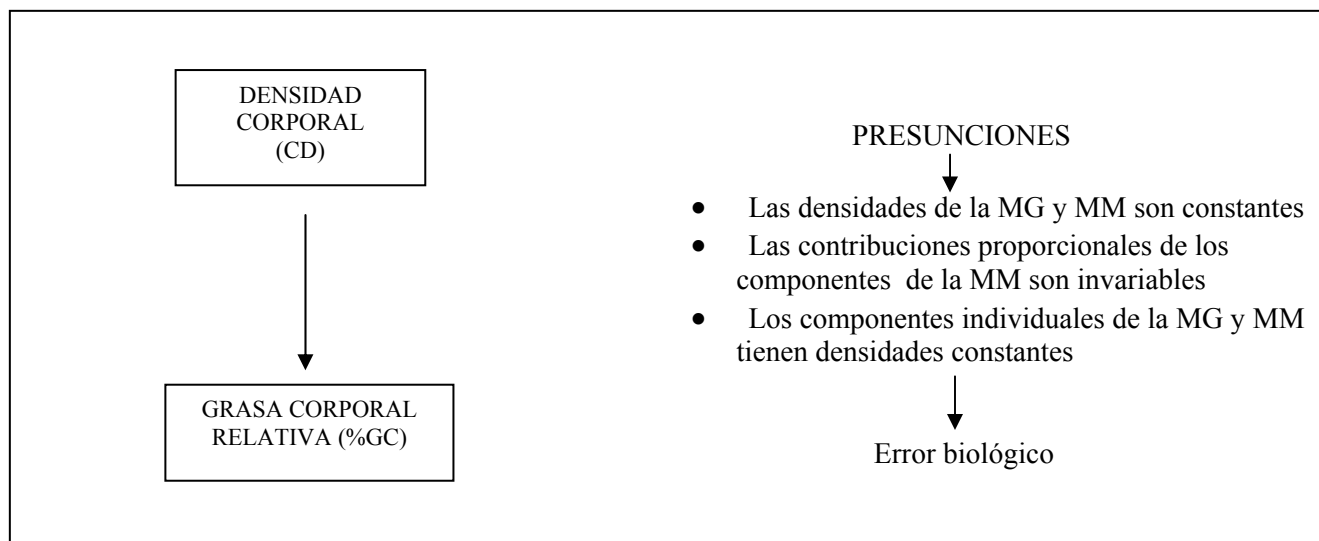 DENSIDAD
CORPORAL
(CD)
GRASA CORPORAL
RELATIVA (%GC)
PRESUNCIONES
• Las densidades de la MG y MM son constantes
• Las contribuciones proporcionales de los
componentes de la MM son invariables
• Los componentes individuales de la MG y MM
tienen densidades constantes
Error biológico